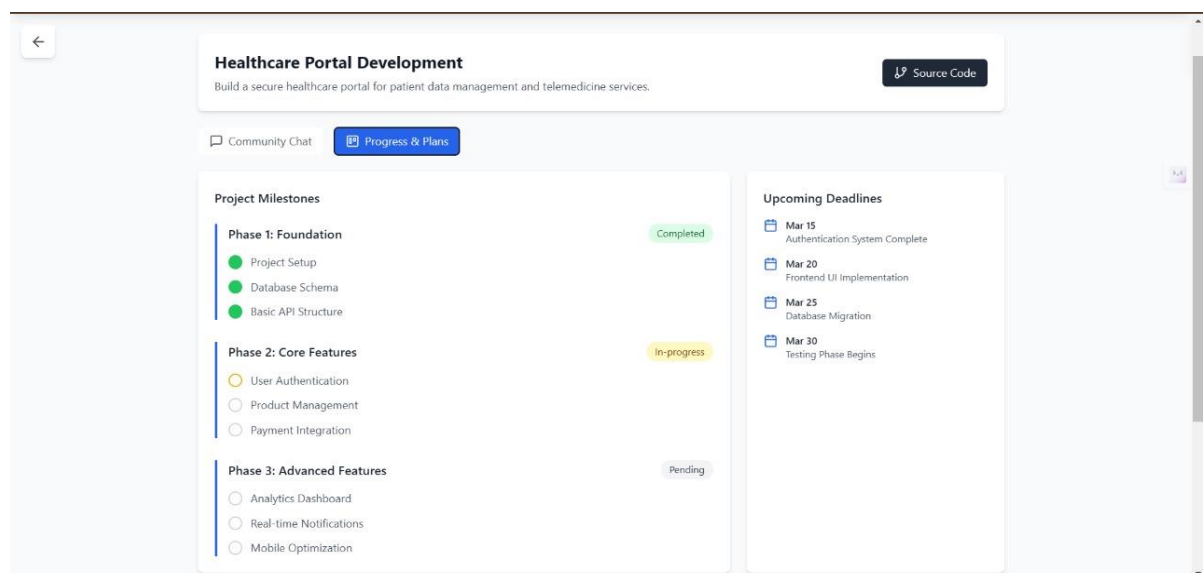 Healthcare Portal Development
Build a secure healthcare portal for patient data management and telemedicine services.
Source Code
Community Chat
Progress & Plans
Project Milestones
Phase 1: Foundation
Completed
Project Setup
Database Schema
Basic API Structure
Phase 2: Core Features
In-progress
User Authentication
Product Management
Payment Integration
Phase 3: Advanced Features
Pending
Analytics Dashboard
Real-time Notifications
Mobile Optimization
Upcoming Deadlines
Mar 15
Authentication System Complete
Mar 20
Frontend UI Implementation
Mar 25
Database Migration
Mar 30
Testing Phase Begins